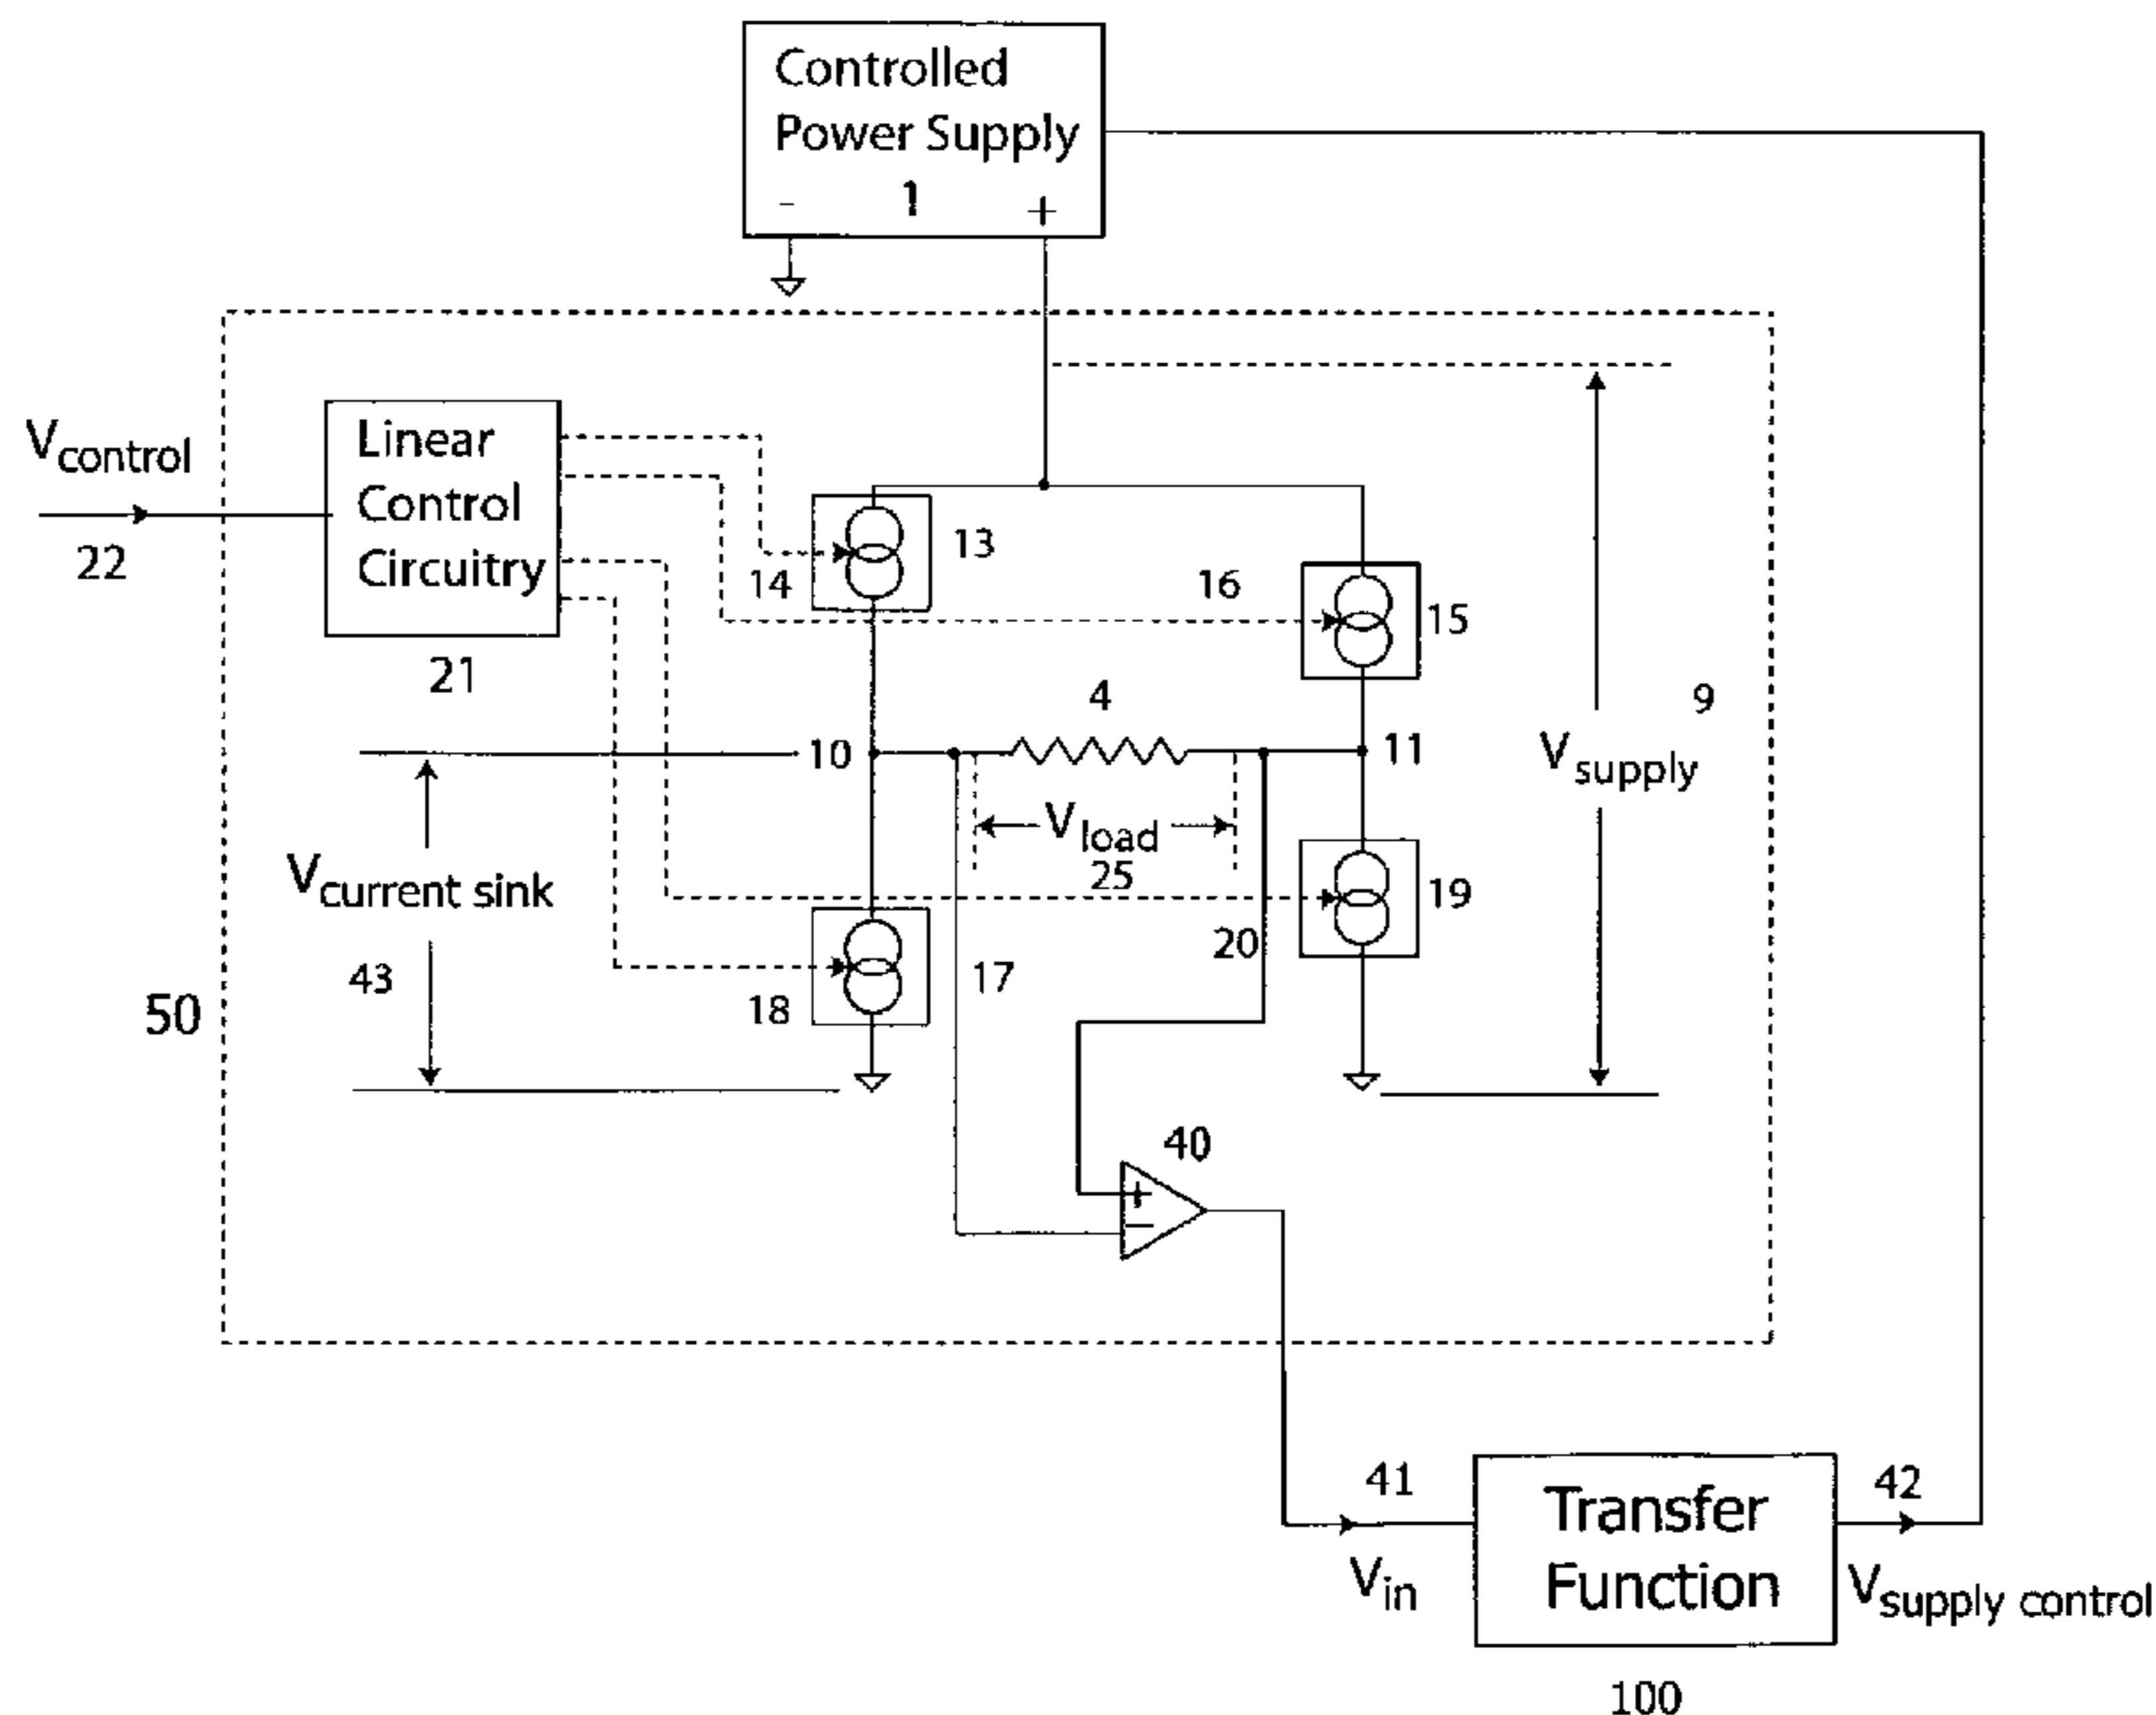 Controlled
Power Supply
- 1 +
Vcontrol
22
Linear
Control
Circuitry
21
13
14
16
15
4
9
10
11
Vsupply
Vload
25
Vcurrent sink
43
19
20
17
18
50
40
+
−
41
42
Transfer
Function
Vin
Vsupply control
100